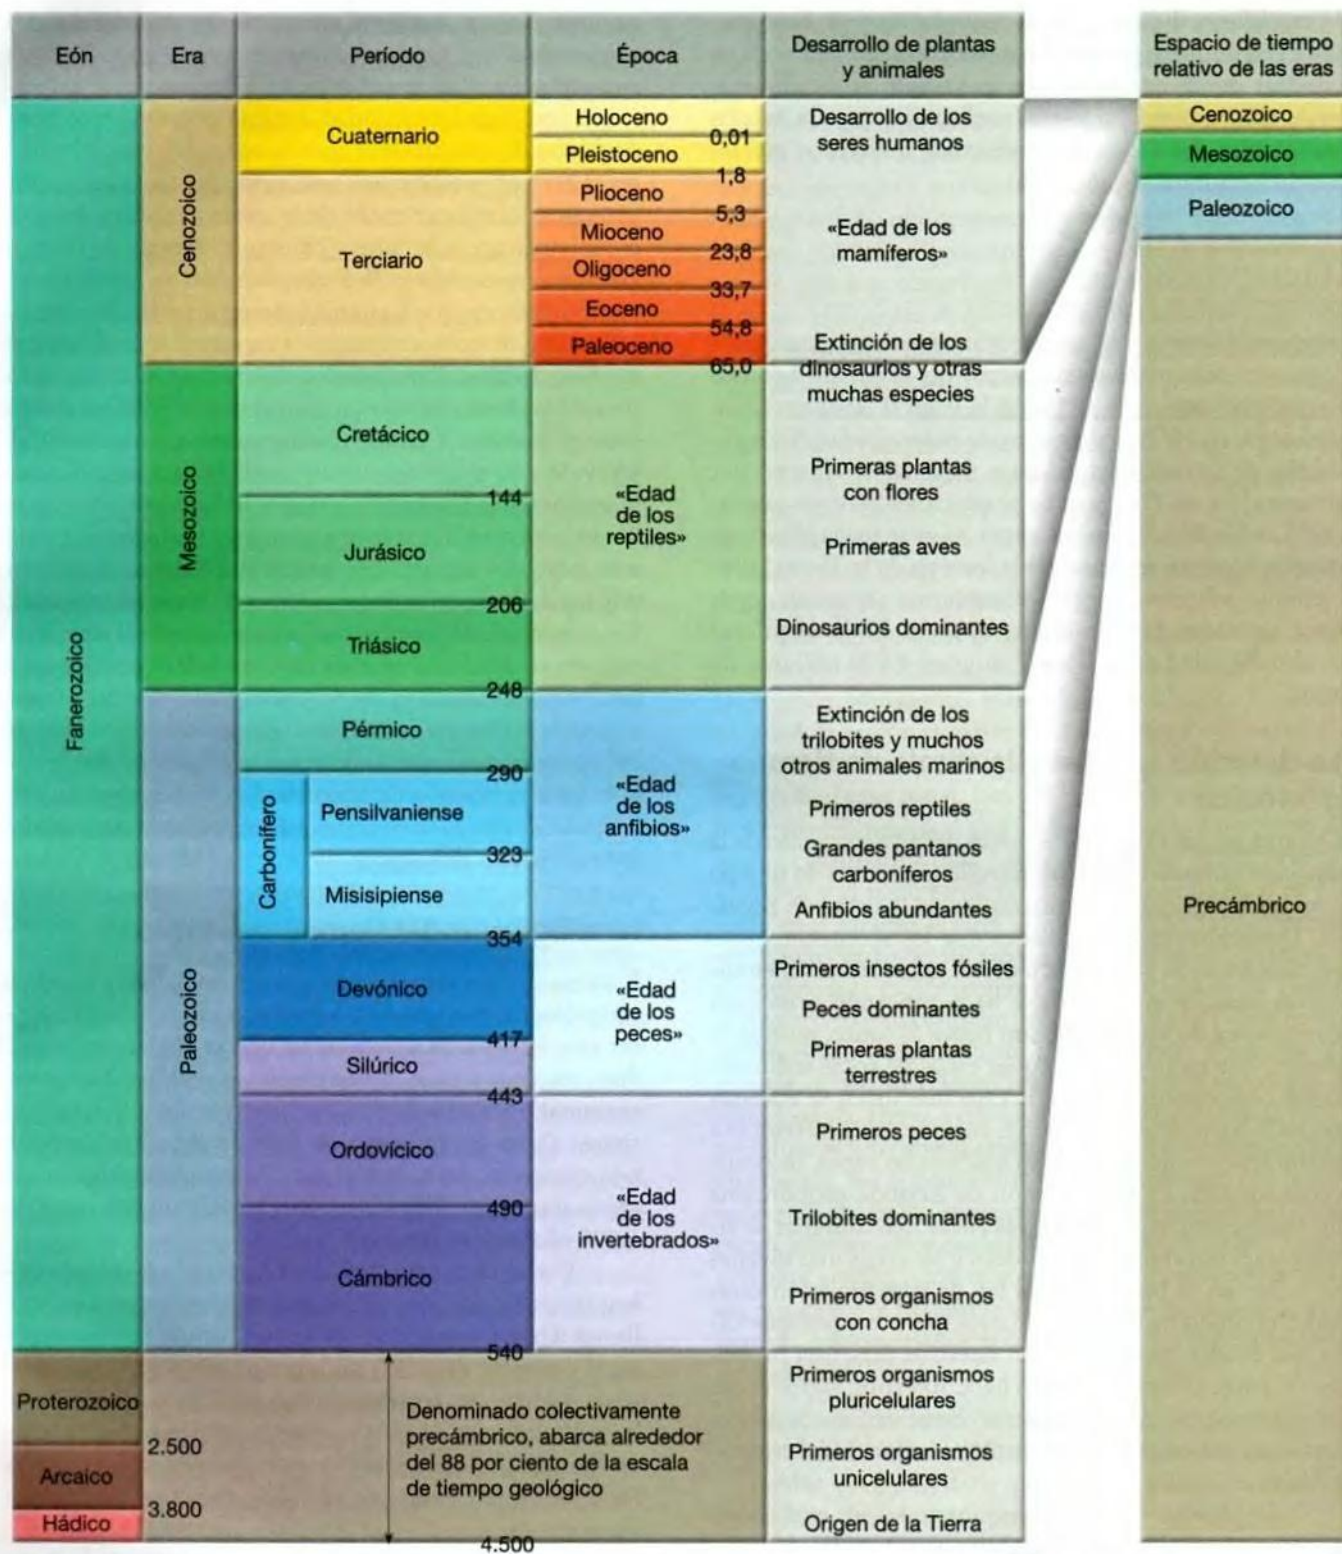 Eón
Era
Período
Época
Desarrollo de plantas
y animales
Espacio de tiempo
relativo de las eras
Fanerozoico
Cenozoico
Cuaternario
Holoceno
0,01
Pleistoceno
1,8
Terciario
Plioceno
5,3
Mioceno
23,8
Oligoceno
33,7
Eoceno
54,8
Paleoceno
65,0
Desarrollo de los
seres humanos
«Edad de los
mamíferos»
Extinción de los
dinosaurios y otras
muchas especies
Mesozoico
Cretácico
144
Jurásico
206
Triásico
248
«Edad
de los
reptiles»
Primeras plantas
con flores
Primeras aves
Dinosaurios dominantes
Paleozoico
Pérmico
290
Carbonífero
Pensilvaniense
323
Misisipiense
354
«Edad
de los
anfibios»
Extinción de los
trilobites y muchos
otros animales marinos
Primeros reptiles
Grandes pantanos
carboníferos
Anfibios abundantes
Devónico
417
Silúrico
443
«Edad
de los
peces»
Primeros insectos fósiles
Peces dominantes
Primeras plantas
terrestres
Ordovícico
490
Cámbrico
540
«Edad
de los
invertebrados»
Primeros peces
Trilobites dominantes
Primeros organismos
con concha
Proterozoico
2.500
Arcaico
3.800
Hádico
Denominado colectivamente
precámbrico, abarca alrededor
del 88 por ciento de la escala
de tiempo geológico
4.500
Primeros organismos
pluricelulares
Primeros organismos
unicelulares
Origen de la Tierra
Cenozoico
Mesozoico
Paleozoico
Precámbrico